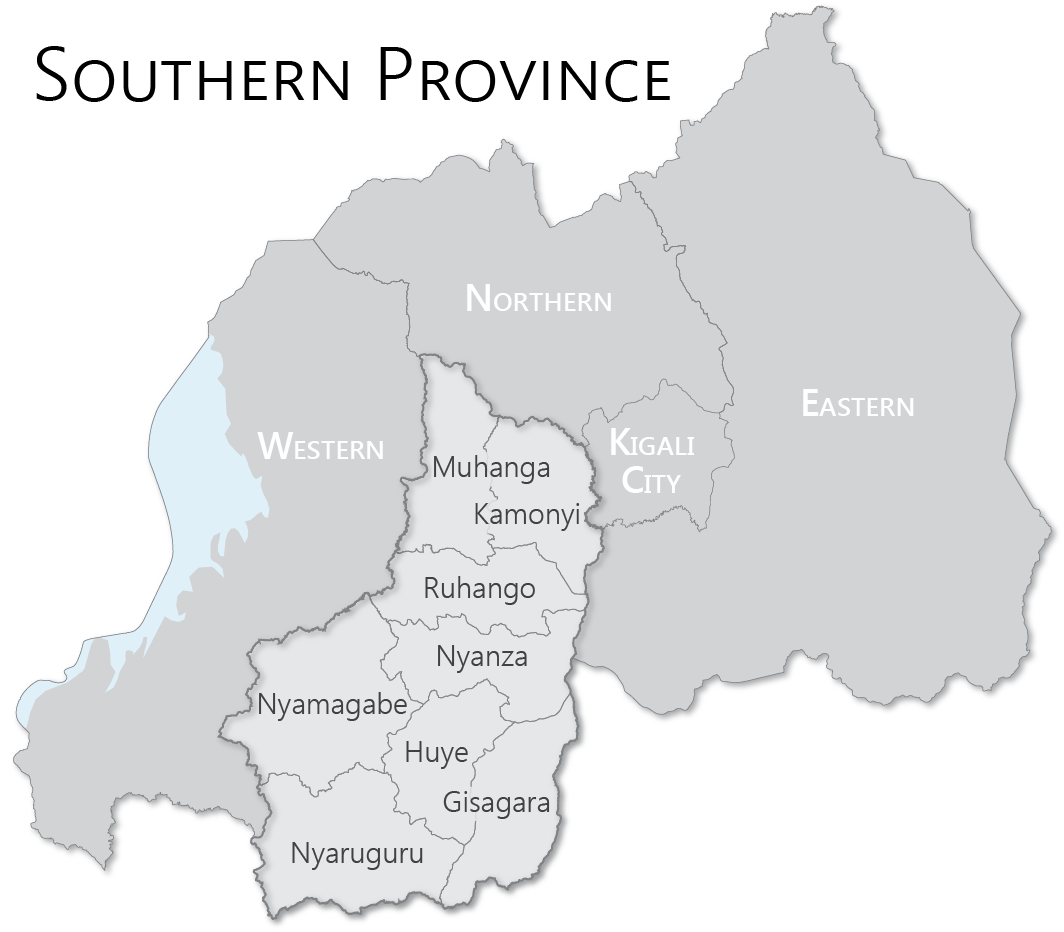 Southern Province
Northern
Eastern
Western
Kigali
City
Muhanga
Kamonyi
Ruhango
Nyanza
Nyamagabe
Huye
Gisagara
Nyaruguru